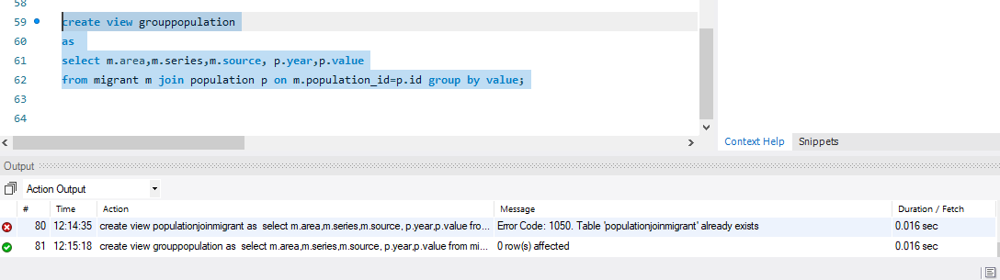 58
59 create view grouppopulation
60 as
61 select m.area,m.series,m.source, p.year,p.value
62 from migrant m join population p on m.population_id=p.id group by value;
63
64
Context Help Snippets
Output
Action Output
# Time Action Message Duration / Fetch
80 12:14:35 create view populationjoinmigrant as select m.area,m.series,m.source, p.year,p.value fro... Error Code: 1050. Table 'populationjoinmigrant' already exists 0.016 sec
81 12:15:18 create view grouppopulation as select m.area,m.series,m.source, p.year,p.value from mi... 0 row(s) affected 0.016 sec